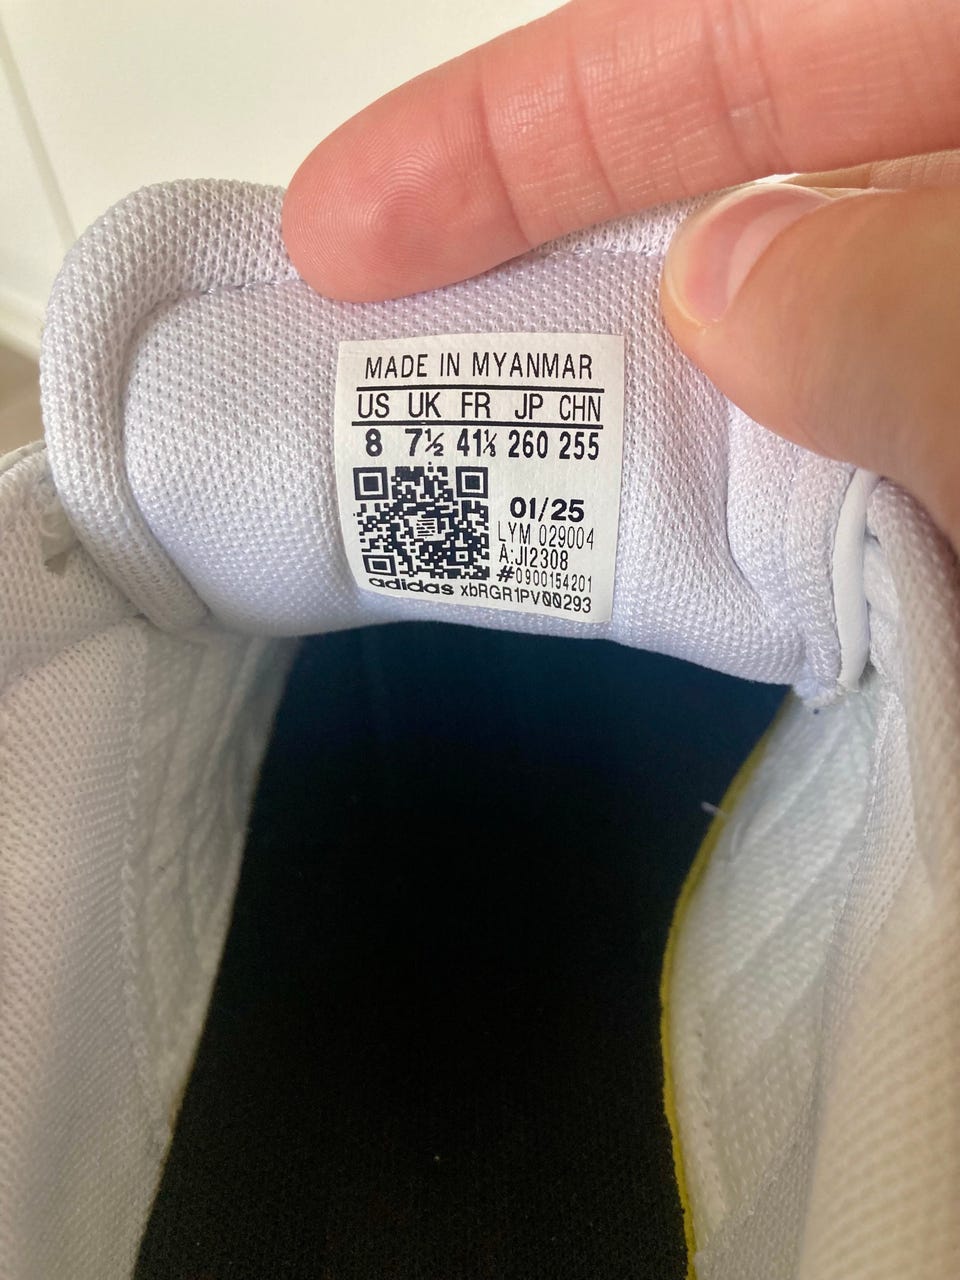 MADE IN MYANMAR
US UK FR JP CHN
8 7½ 41⅓ 260 255
01/25
LYM 029004
A:JI2308
#0900154201
adidas xbRGR1PV00293